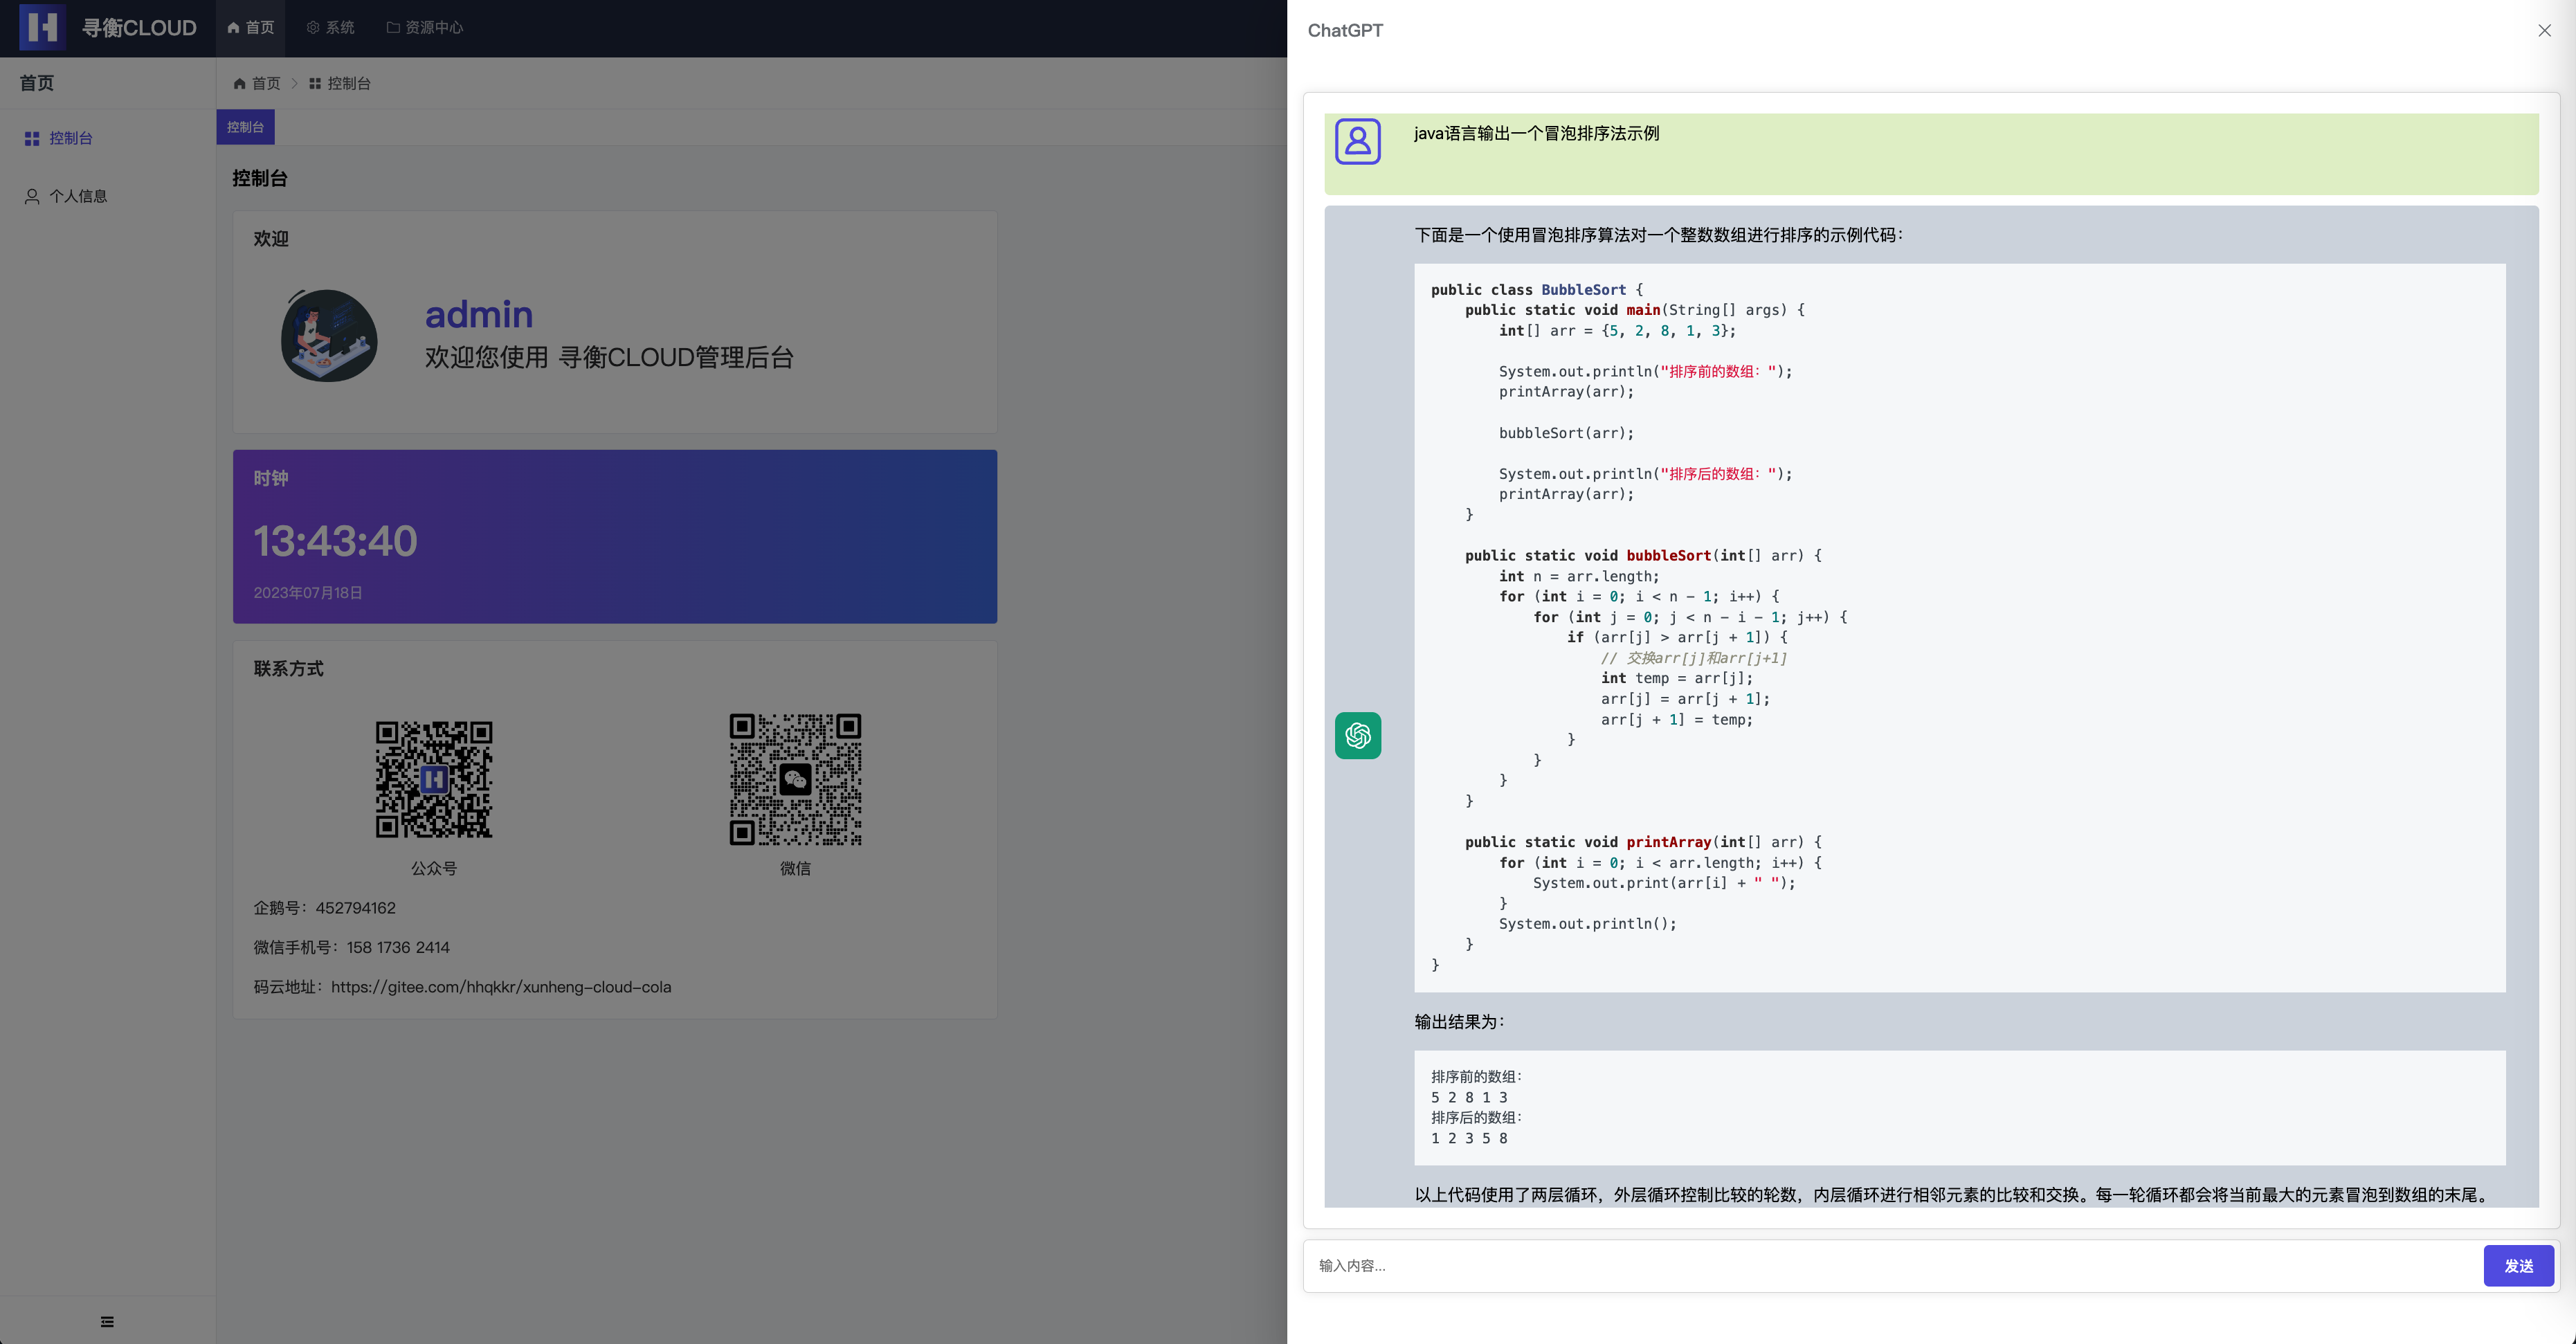 寻衡CLOUD
首页
系统
资源中心
首页
控制台
个人信息
首页
控制台
控制台
控制台
欢迎
admin
欢迎您使用 寻衡CLOUD管理后台
时钟
13:43:40
2023年07月18日
联系方式
公众号
微信
企鹅号：452794162
微信手机号：158 1736 2414
码云地址：https://gitee.com/hhqkkr/xunheng-cloud-cola
ChatGPT
java语言输出一个冒泡排序法示例
下面是一个使用冒泡排序算法对一个整数数组进行排序的示例代码：
public class BubbleSort {
    public static void main(String[] args) {
        int[] arr = {5, 2, 8, 1, 3};

        System.out.println("排序前的数组：");
        printArray(arr);

        bubbleSort(arr);

        System.out.println("排序后的数组：");
        printArray(arr);
    }

    public static void bubbleSort(int[] arr) {
        int n = arr.length;
        for (int i = 0; i < n - 1; i++) {
            for (int j = 0; j < n - i - 1; j++) {
                if (arr[j] > arr[j + 1]) {
                    // 交换arr[j]和arr[j+1]
                    int temp = arr[j];
                    arr[j] = arr[j + 1];
                    arr[j + 1] = temp;
                }
            }
        }
    }

    public static void printArray(int[] arr) {
        for (int i = 0; i < arr.length; i++) {
            System.out.print(arr[i] + " ");
        }
        System.out.println();
    }
}
输出结果为：
排序前的数组：
5 2 8 1 3
排序后的数组：
1 2 3 5 8
以上代码使用了两层循环，外层循环控制比较的轮数，内层循环进行相邻元素的比较和交换。每一轮循环都会将当前最大的元素冒泡到数组的末尾。
输入内容...
发送